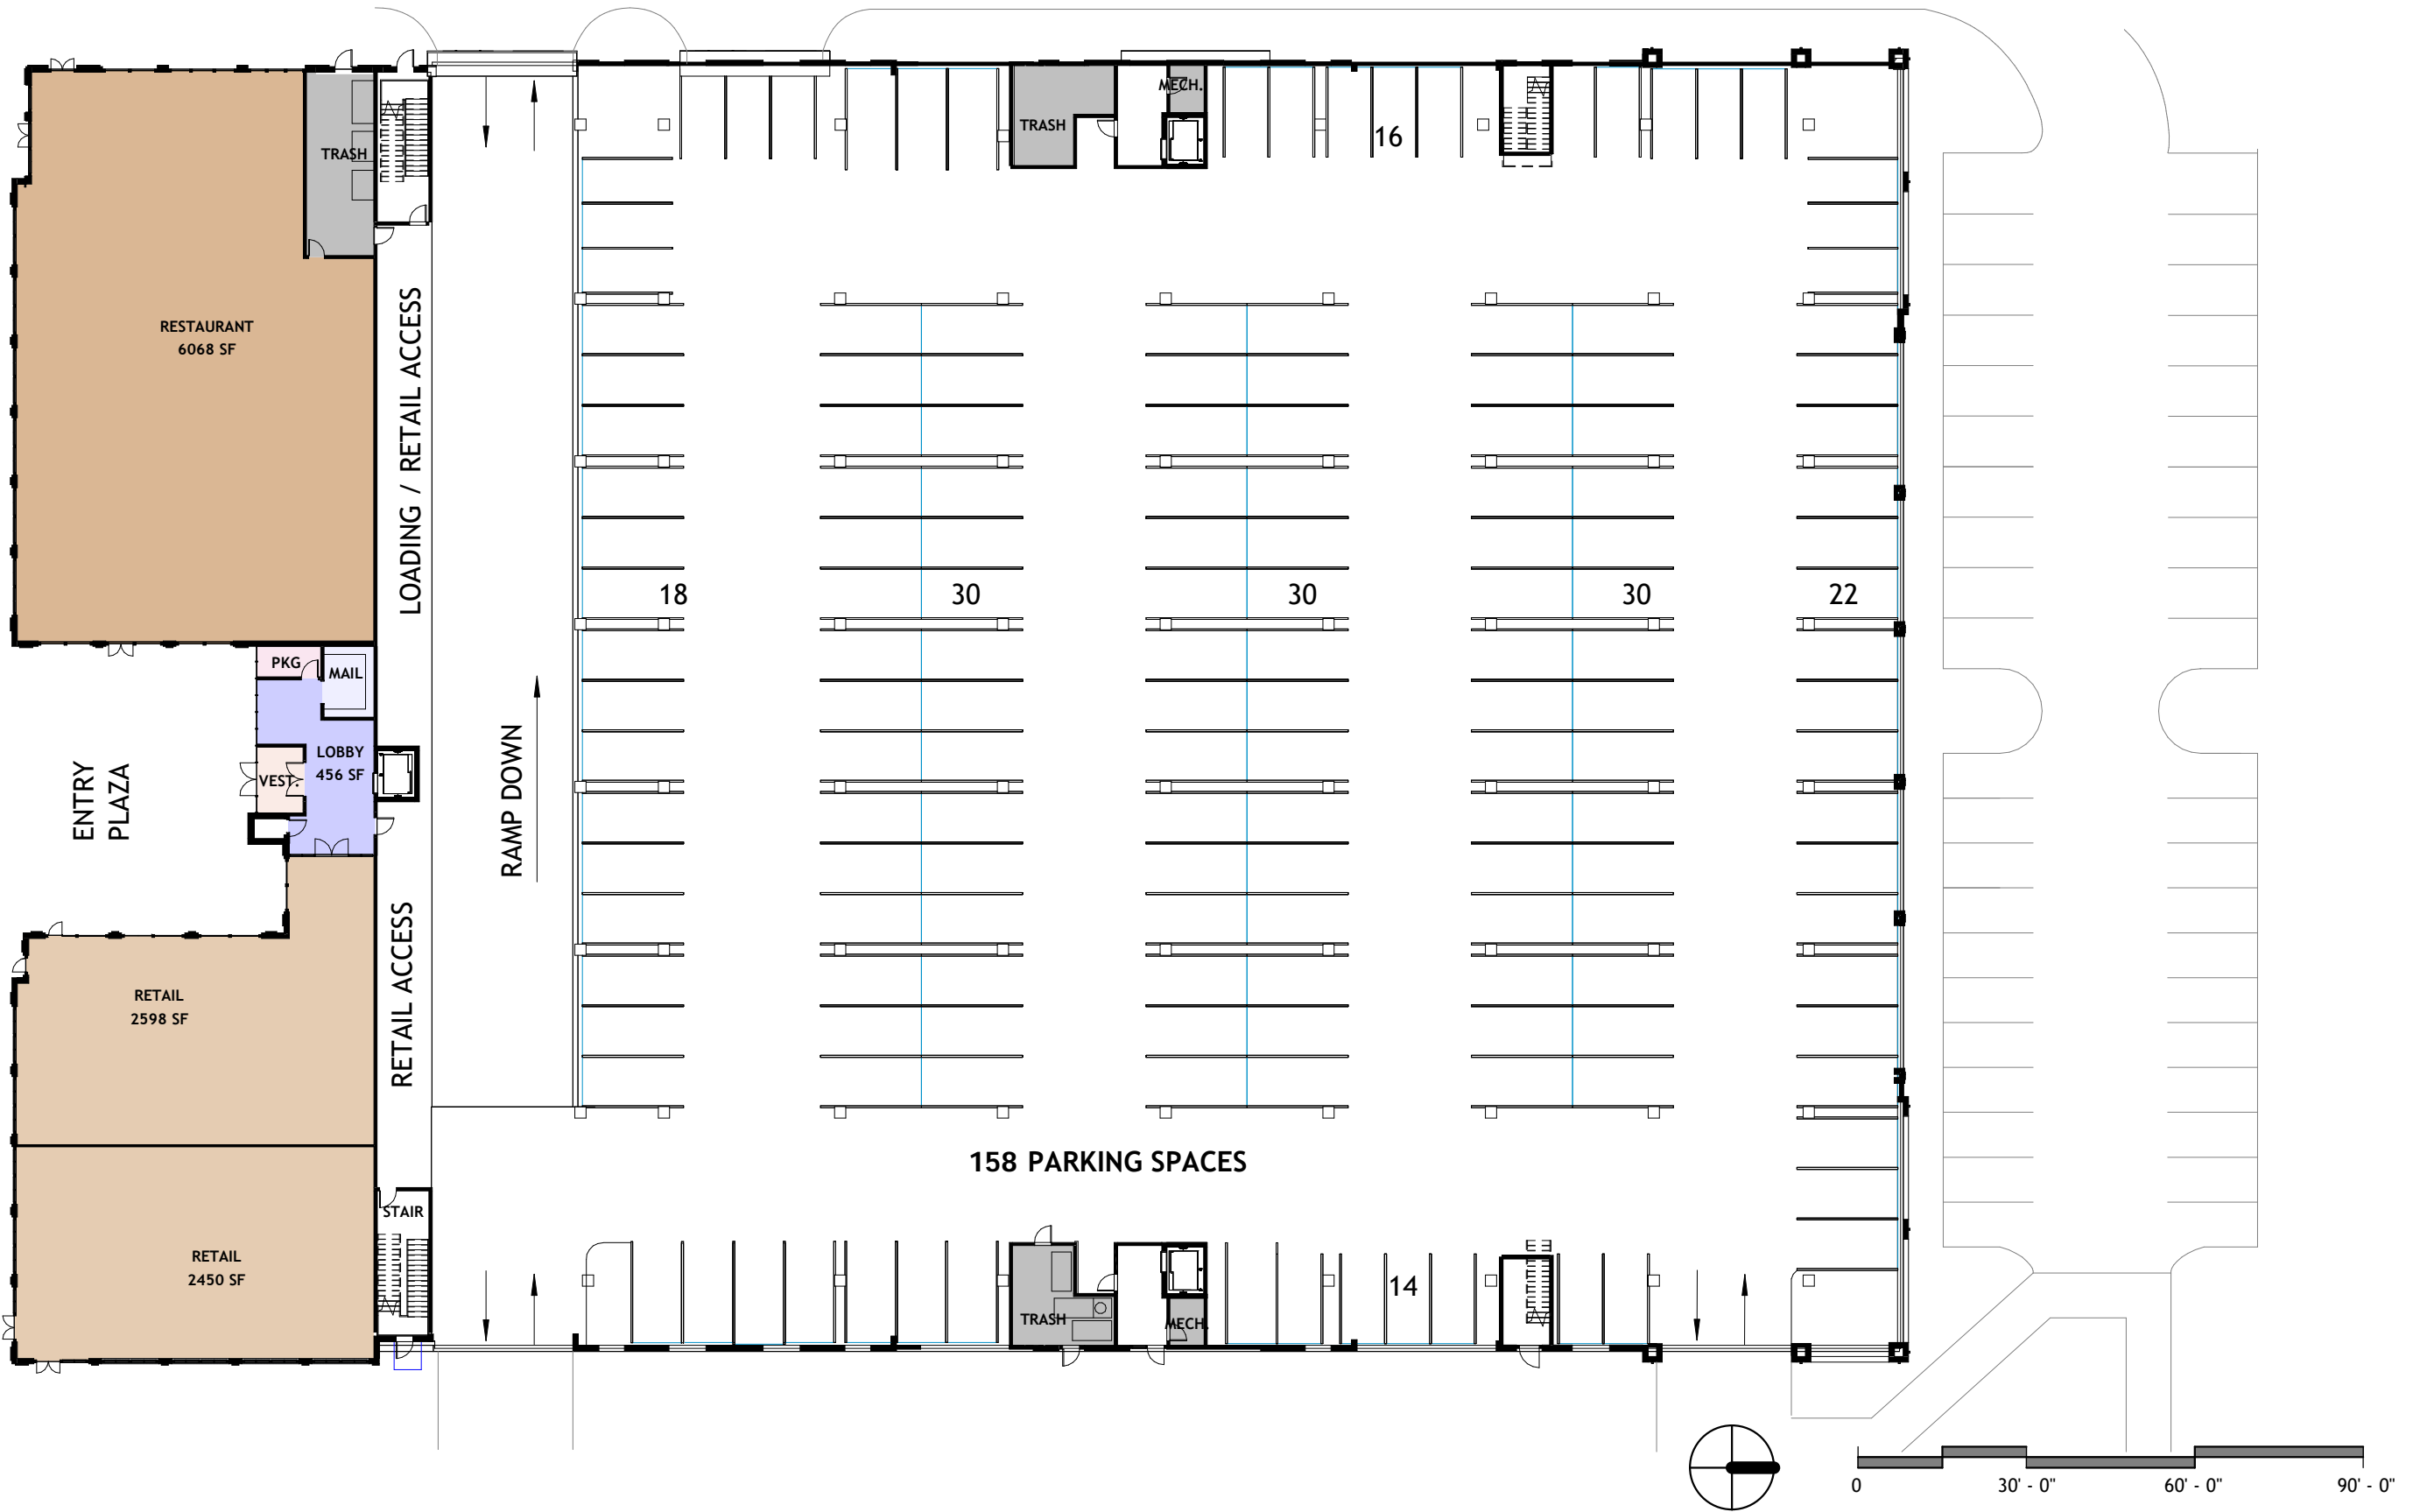 MECH.
TRASH
16
TRASH
RESTAURANT
6068 SF
LOADING / RETAIL ACCESS
18
30
30
30
22
PKG
MAIL
LOBBY
456 SF
VEST.
ENTRY
PLAZA
RAMP DOWN
RETAIL ACCESS
RETAIL
2598 SF
158 PARKING SPACES
STAIR
RETAIL
2450 SF
14
TRASH
MECH.
0
30' - 0"
60' - 0"
90' - 0"